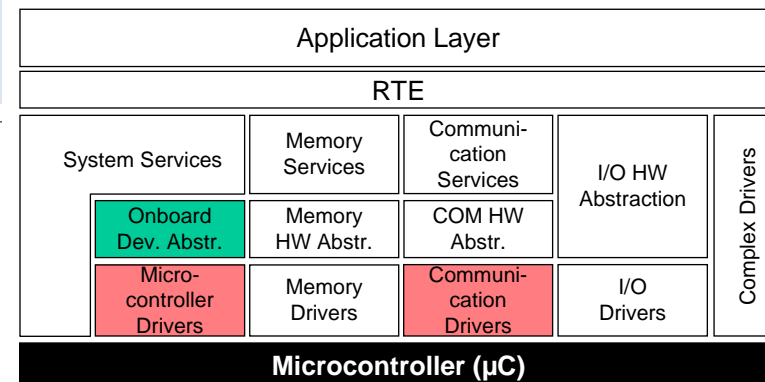 Application Layer
RTE
System Services
Memory
Services
Communi-
cation
Services
I/O HW
Abstraction
Complex Drivers
Onboard
Dev. Abstr.
Memory
HW Abstr.
COM HW
Abstr.
Micro-
controller
Drivers
Memory
Drivers
Communi-
cation
Drivers
I/O
Drivers
Microcontroller (µC)